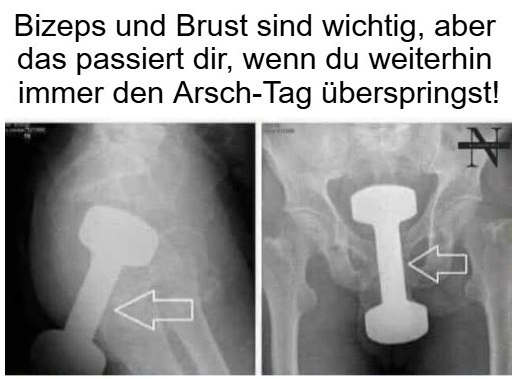 Bizeps und Brust sind wichtig, aber
das passiert dir, wenn du weiterhin
immer den Arsch-Tag überspringst!
N